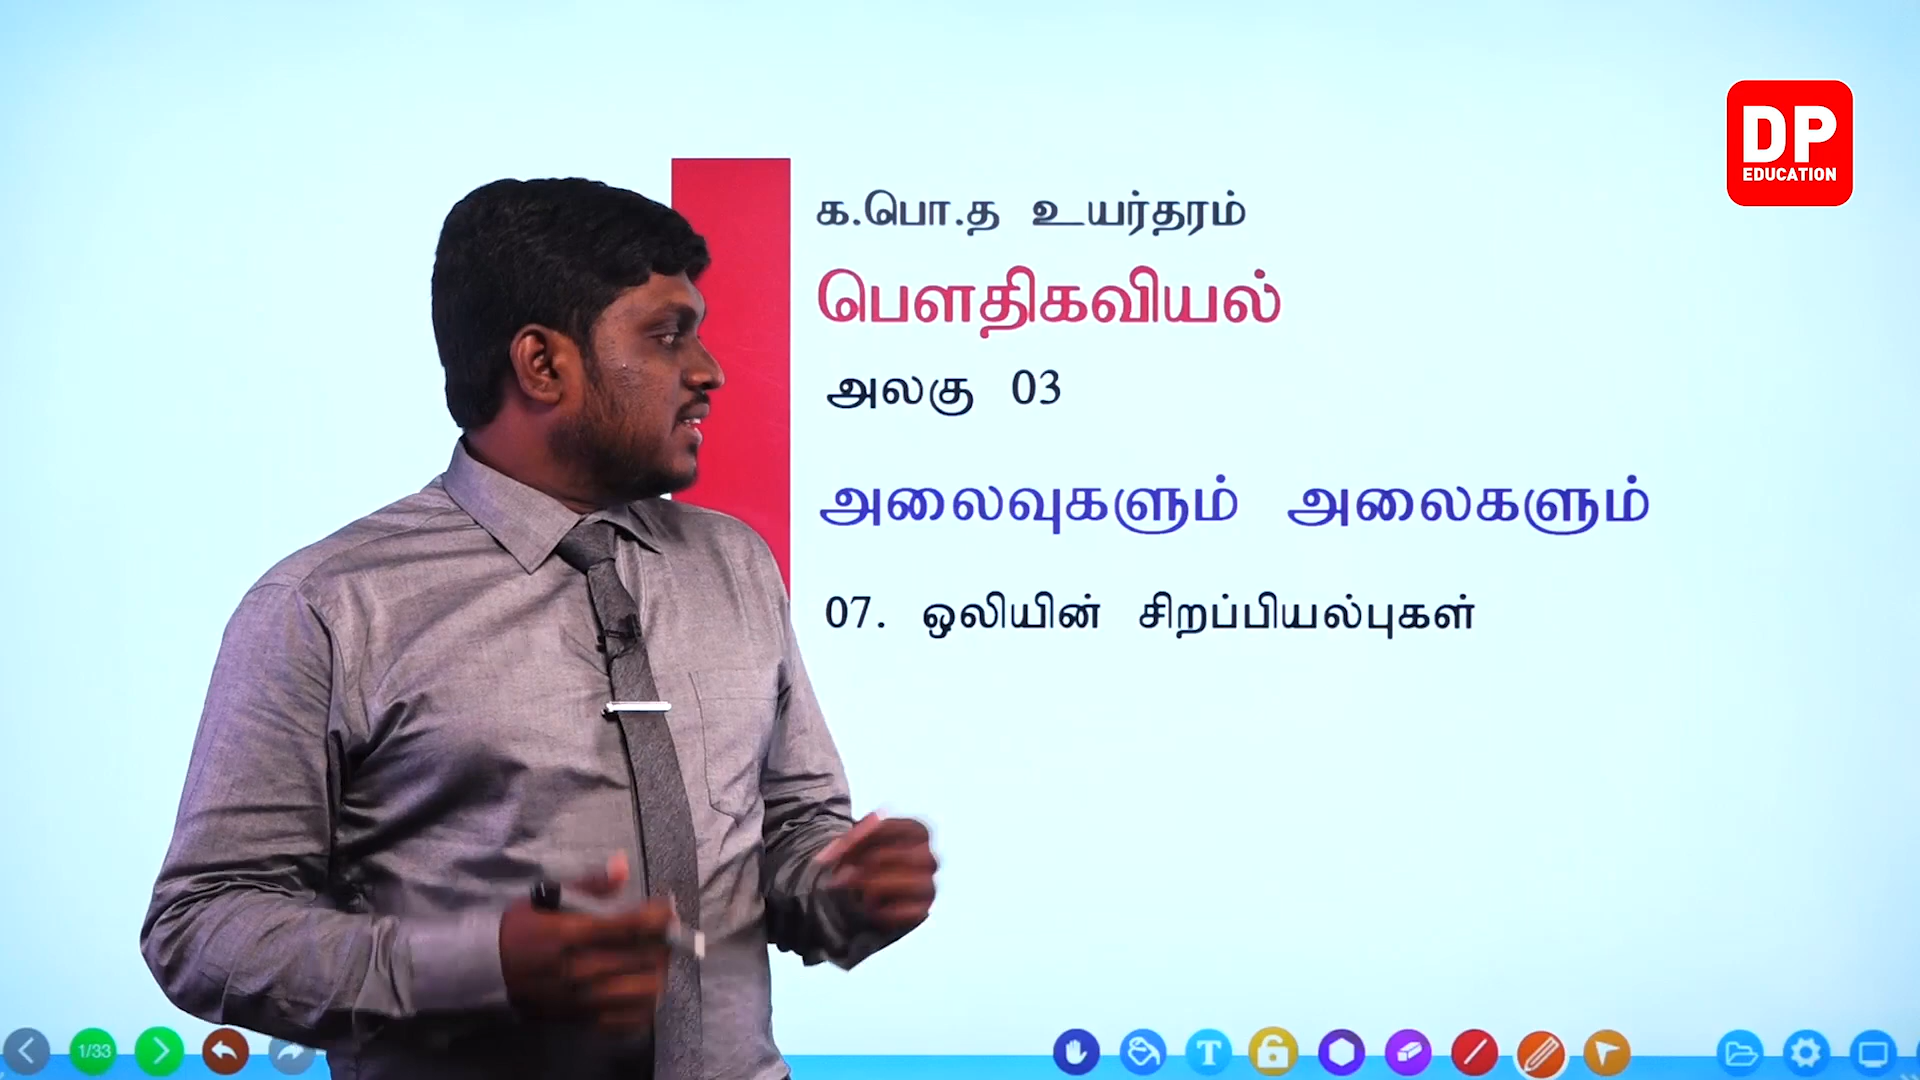 DP
EDUCATION
க.பொ.த உயர்தரம்
பௌதிகவியல்
அலகு 03
அலைவுகளும் அலைகளும்
07. ஒலியின் சிறப்பியல்புகள்
1/33
T